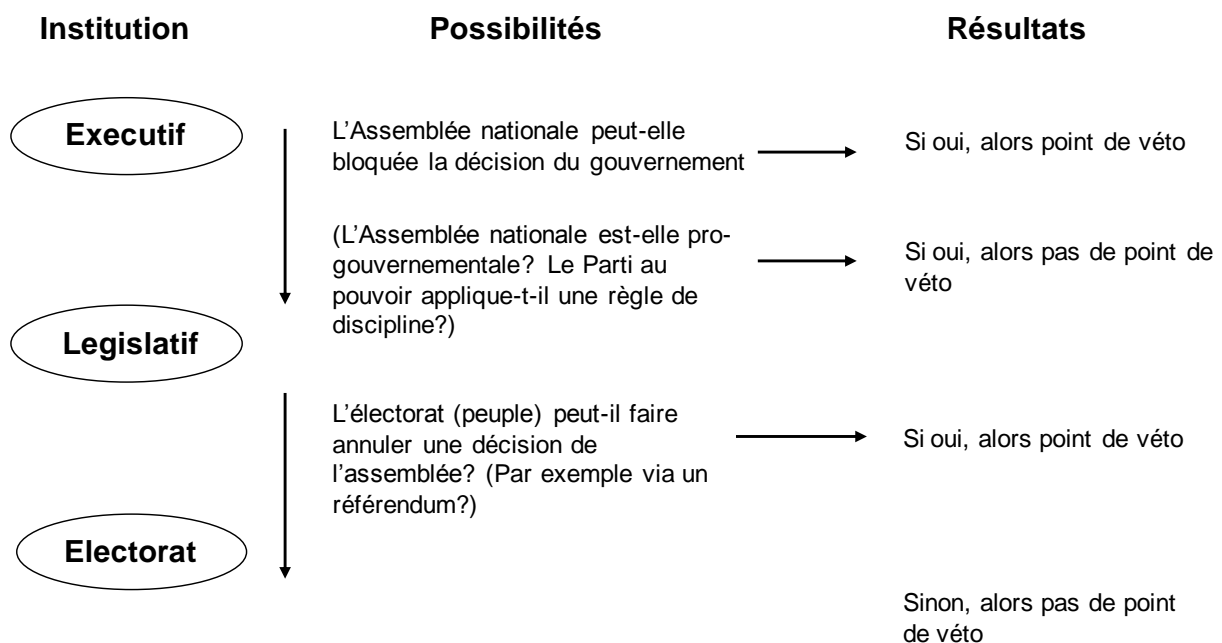 Institution
Possibilités
Résultats
Executif
L'Assemblée nationale peut-elle
bloquée la décision du gouvernement
Si oui, alors point de véto
(L'Assemblée nationale est-elle pro-
gouvernementale? Le Parti au
pouvoir applique-t-il une règle de
discipline?)
Si oui, alors pas de point de
véto
Legislatif
L'électorat (peuple) peut-il faire
annuler une décision de
l'assemblée? (Par exemple via un
référendum?)
Si oui, alors point de véto
Electorat
Sinon, alors pas de point
de véto